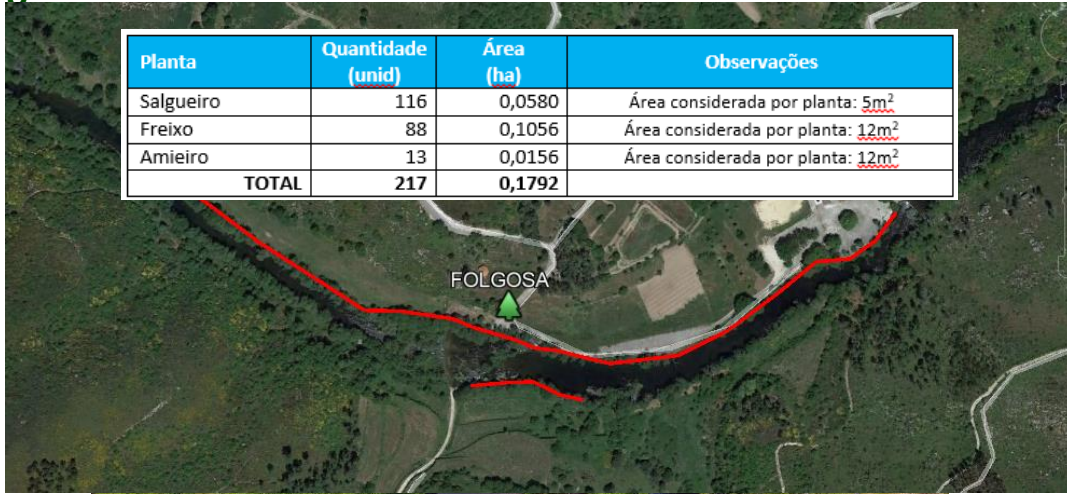 Planta Quantidade (unid) Área (ha) Observações
Salgueiro 116 0,0580 Área considerada por planta: 5m²
Freixo 88 0,1056 Área considerada por planta: 12m²
Amieiro 13 0,0156 Área considerada por planta: 12m²
TOTAL 217 0,1792
FOLGOSA